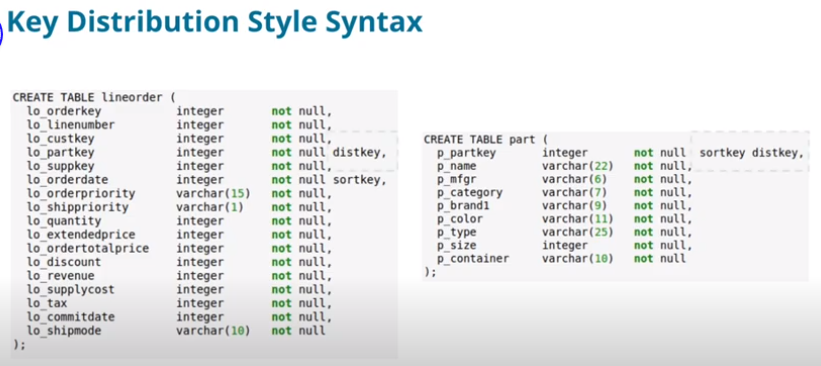 Key Distribution Style Syntax
CREATE TABLE lineorder (
lo_orderkey integer not null,
lo_linenumber integer not null,
lo_custkey integer not null,
lo_partkey integer not null distkey,
lo_suppkey integer not null,
lo_orderdate integer not null sortkey,
lo_orderpriority varchar(15) not null,
lo_shippriority varchar(1) not null,
lo_quantity integer not null,
lo_extendedprice integer not null,
lo_ordertotalprice integer not null,
lo_discount integer not null,
lo_revenue integer not null,
lo_supplycost integer not null,
lo_tax integer not null,
lo_commitdate integer not null,
lo_shipmode varchar(10) not null
);
CREATE TABLE part (
p_partkey integer not null sortkey distkey,
p_name varchar(22) not null,
p_mfgr varchar(6) not null,
p_category varchar(7) not null,
p_brand1 varchar(9) not null,
p_color varchar(11) not null,
p_type varchar(25) not null,
p_size integer not null,
p_container varchar(10) not null
);